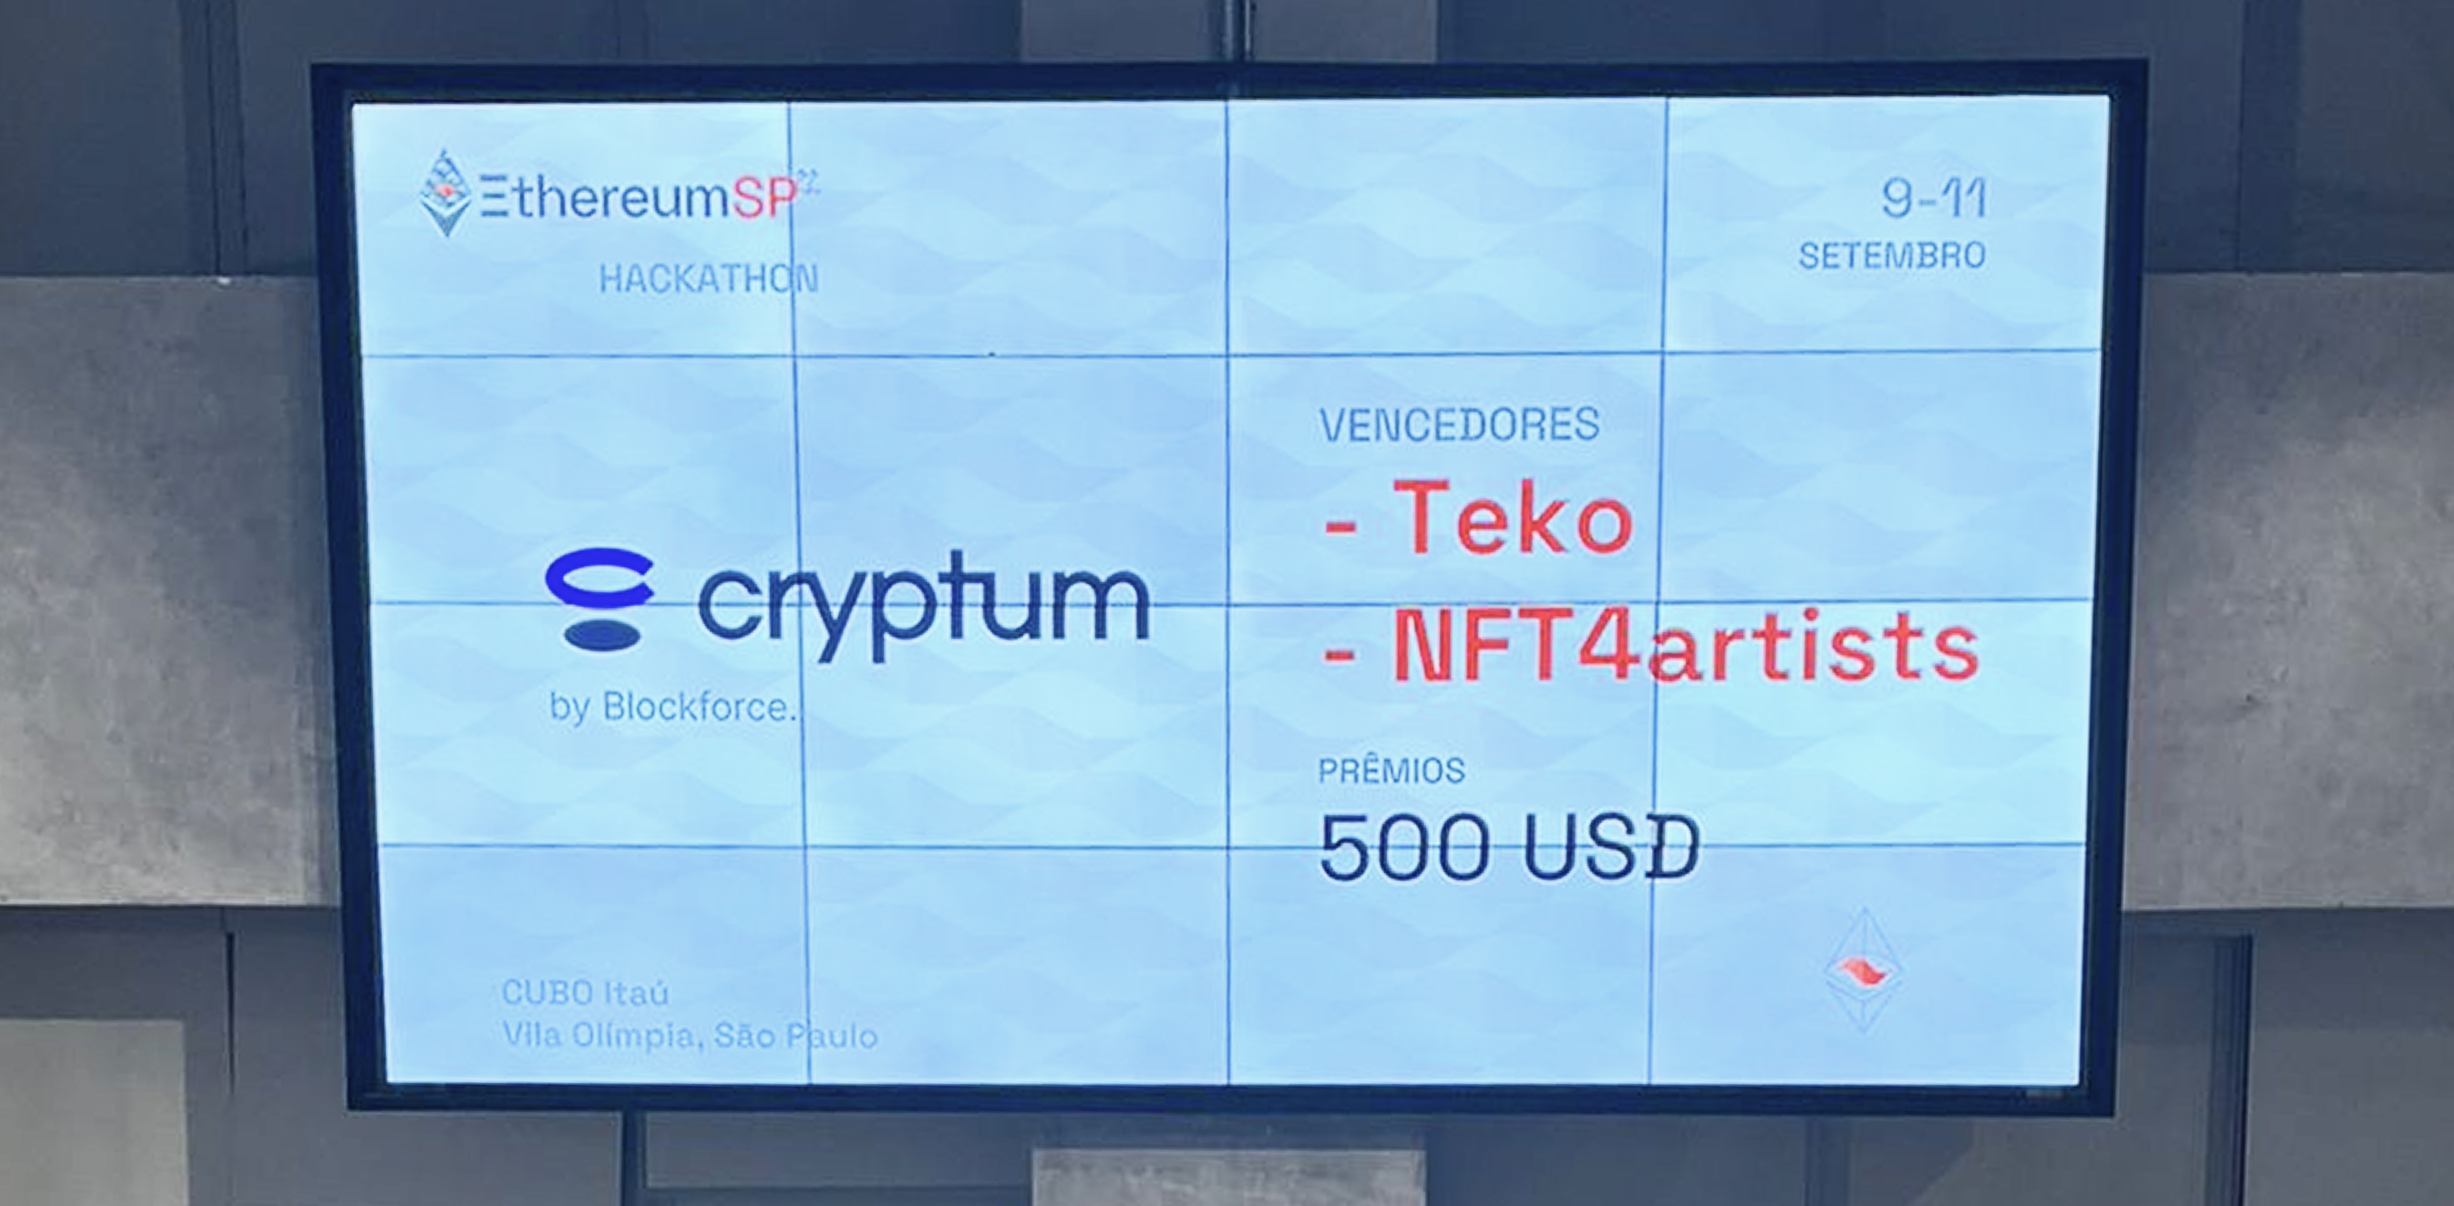 ΞthereumSP²²
HACKATHON
9-11
SETEMBRO
cryptum
by Blockforce.
VENCEDORES
- Teko
- NFT4artists
PRÊMIOS
500 USD
CUBO Itaú
Vila Olímpia, São Paulo